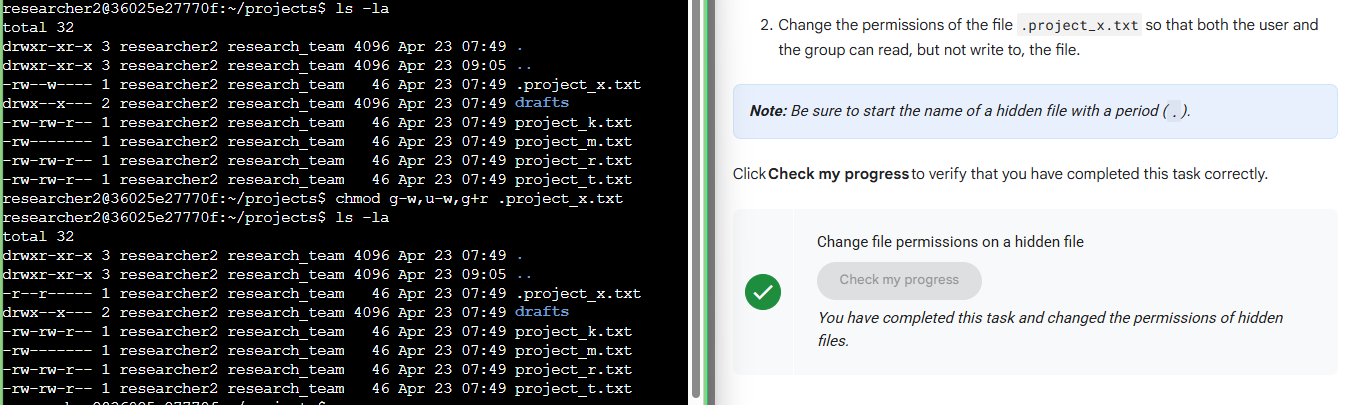 researcher2@36025e27770f:~/projects$ ls -la
total 32
drwxr-xr-x 3 researcher2 research_team 4096 Apr 23 07:49 .
drwxr-xr-x 3 researcher2 research_team 4096 Apr 23 09:05 ..
-rw--w---- 1 researcher2 research_team   46 Apr 23 07:49 .project_x.txt
drwx--x--- 2 researcher2 research_team 4096 Apr 23 07:49 drafts
-rw-rw-r-- 1 researcher2 research_team   46 Apr 23 07:49 project_k.txt
-rw------- 1 researcher2 research_team   46 Apr 23 07:49 project_m.txt
-rw-rw-r-- 1 researcher2 research_team   46 Apr 23 07:49 project_r.txt
-rw-rw-r-- 1 researcher2 research_team   46 Apr 23 07:49 project_t.txt
researcher2@36025e27770f:~/projects$ chmod g-w,u-w,g+r .project_x.txt
researcher2@36025e27770f:~/projects$ ls -la
total 32
drwxr-xr-x 3 researcher2 research_team 4096 Apr 23 07:49 .
drwxr-xr-x 3 researcher2 research_team 4096 Apr 23 09:05 ..
-r--r----- 1 researcher2 research_team   46 Apr 23 07:49 .project_x.txt
drwx--x--- 2 researcher2 research_team 4096 Apr 23 07:49 drafts
-rw-rw-r-- 1 researcher2 research_team   46 Apr 23 07:49 project_k.txt
-rw------- 1 researcher2 research_team   46 Apr 23 07:49 project_m.txt
-rw-rw-r-- 1 researcher2 research_team   46 Apr 23 07:49 project_r.txt
-rw-rw-r-- 1 researcher2 research_team   46 Apr 23 07:49 project_t.txt
2. Change the permissions of the file .project_x.txt so that both the user and
the group can read, but not write to, the file.
Note: Be sure to start the name of a hidden file with a period ( . ).
Click Check my progress to verify that you have completed this task correctly.
Change file permissions on a hidden file
Check my progress
You have completed this task and changed the permissions of hidden
files.